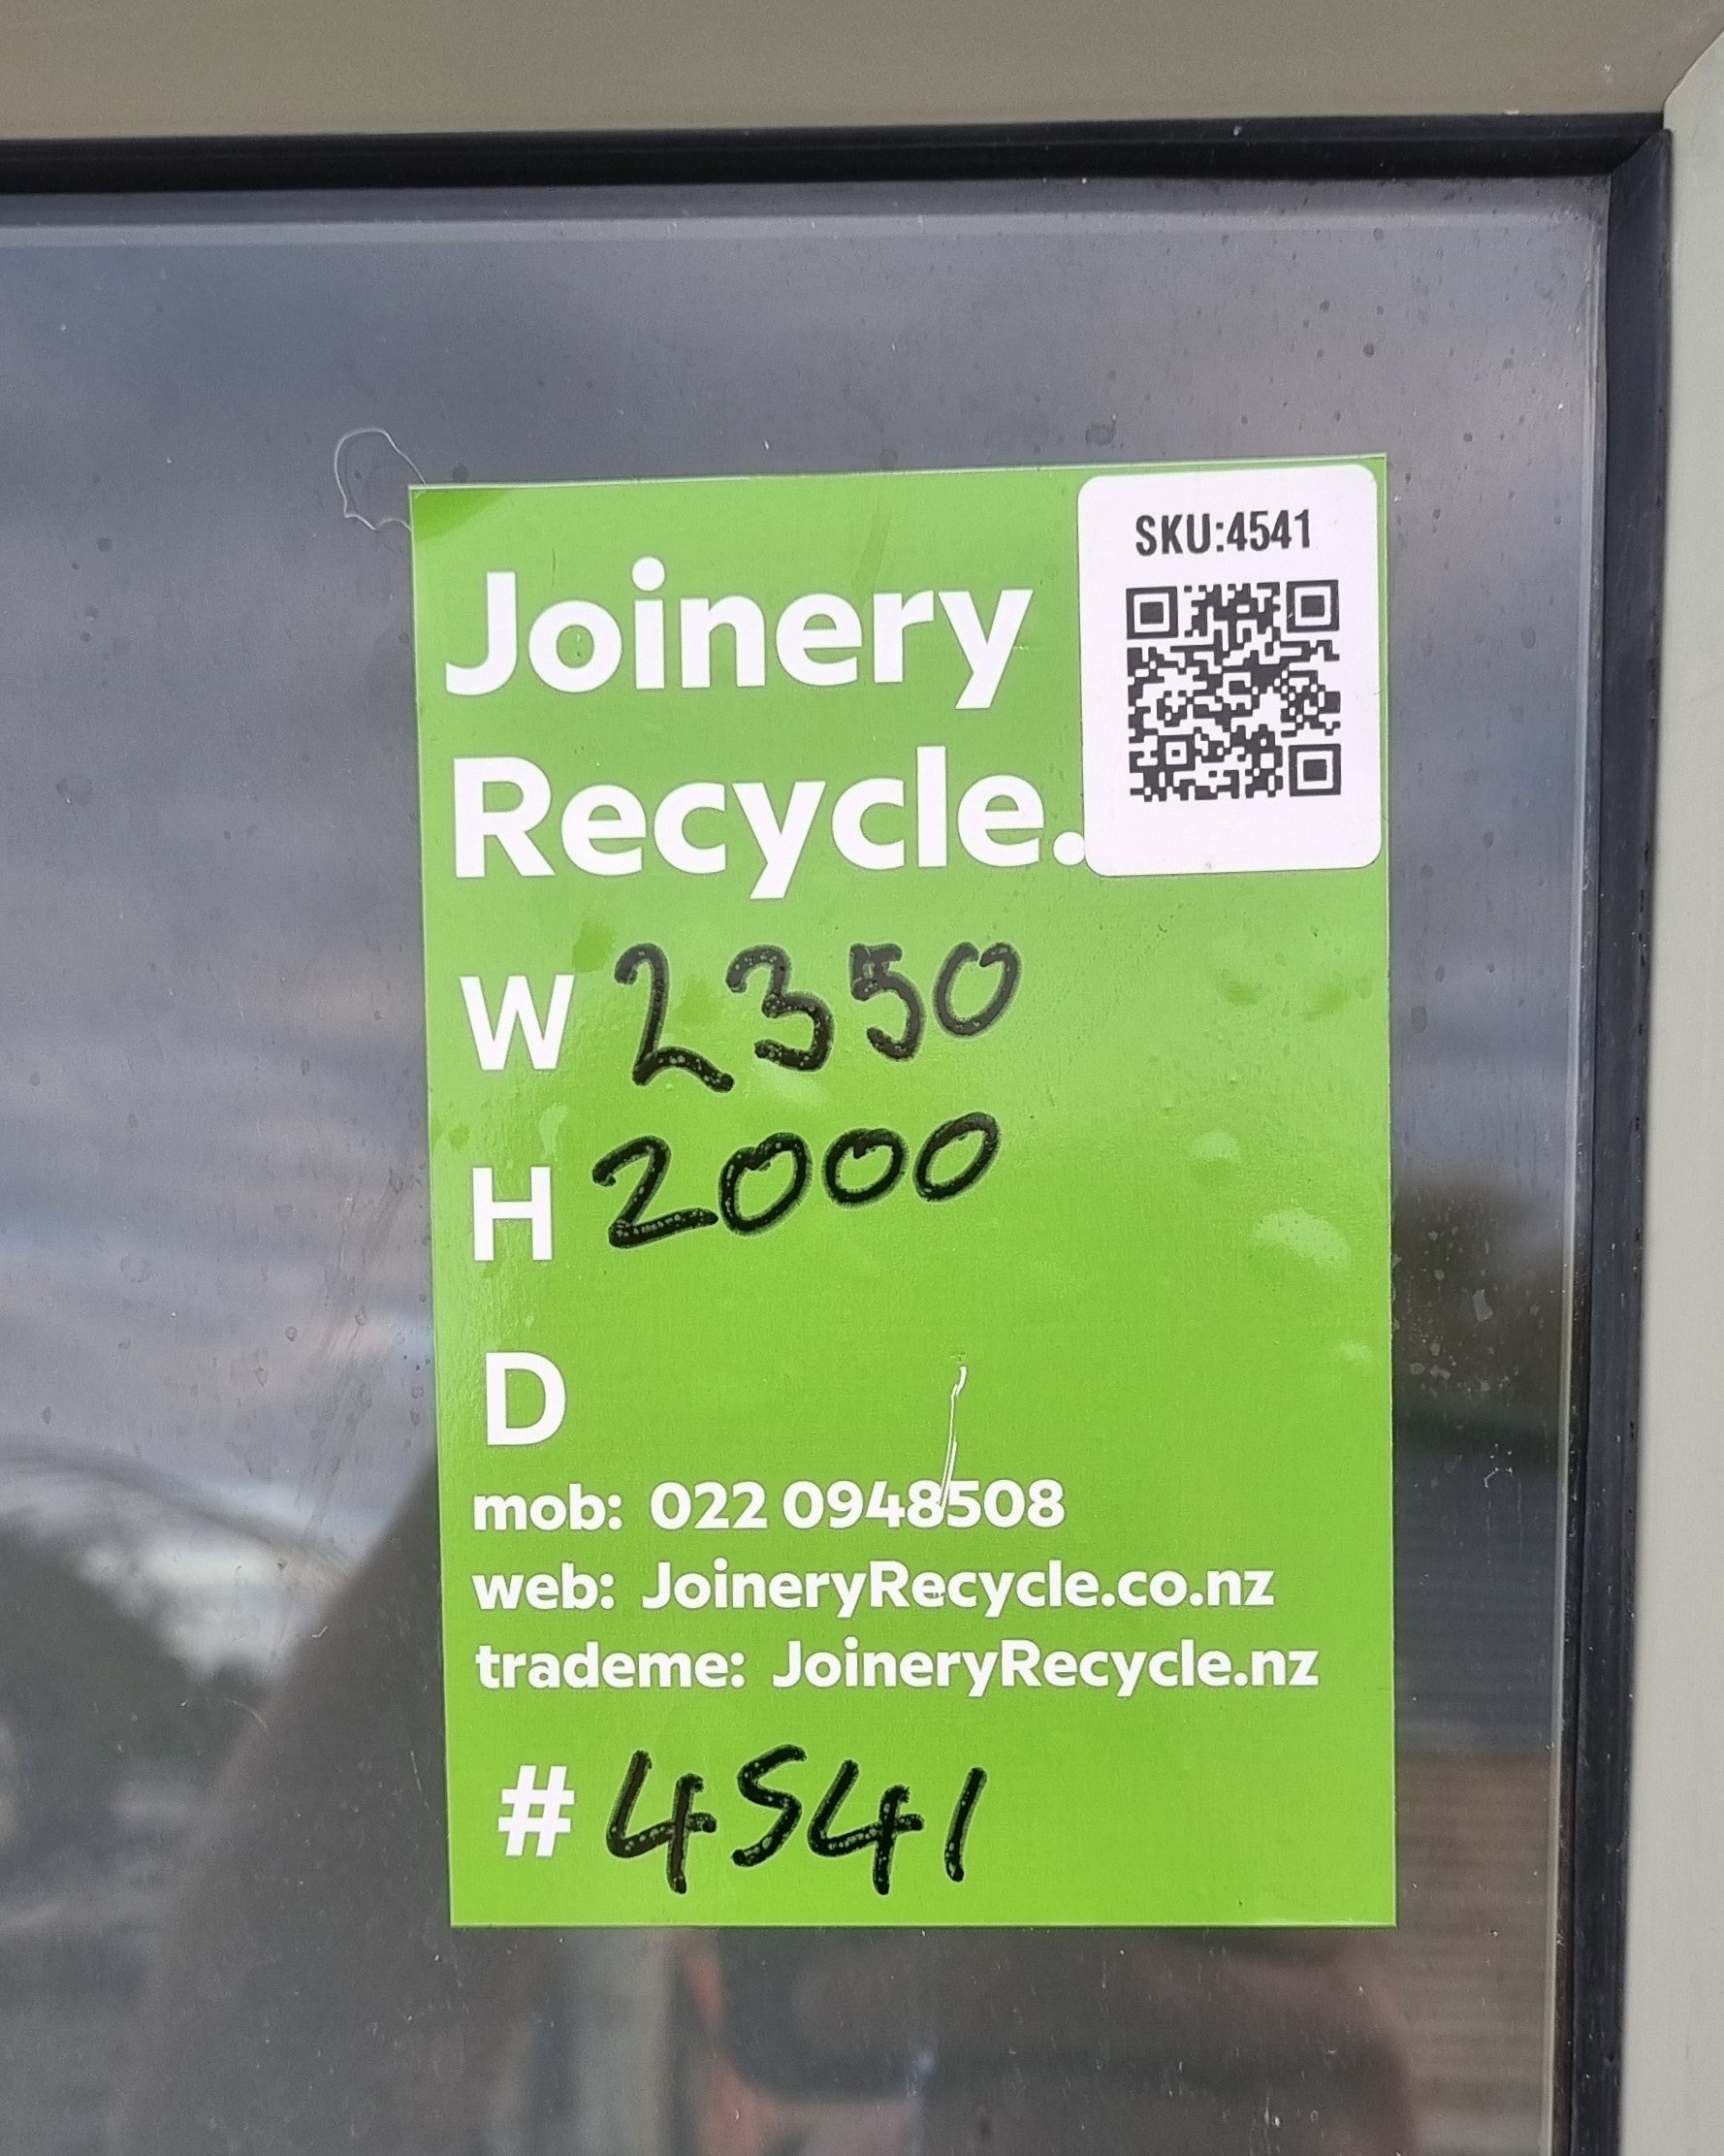 Joinery
Recycle.
SKU:4541
W 2350
H 2000
D
mob: 022 0948508
web: JoineryRecycle.co.nz
trademe: JoineryRecycle.nz
# 4541